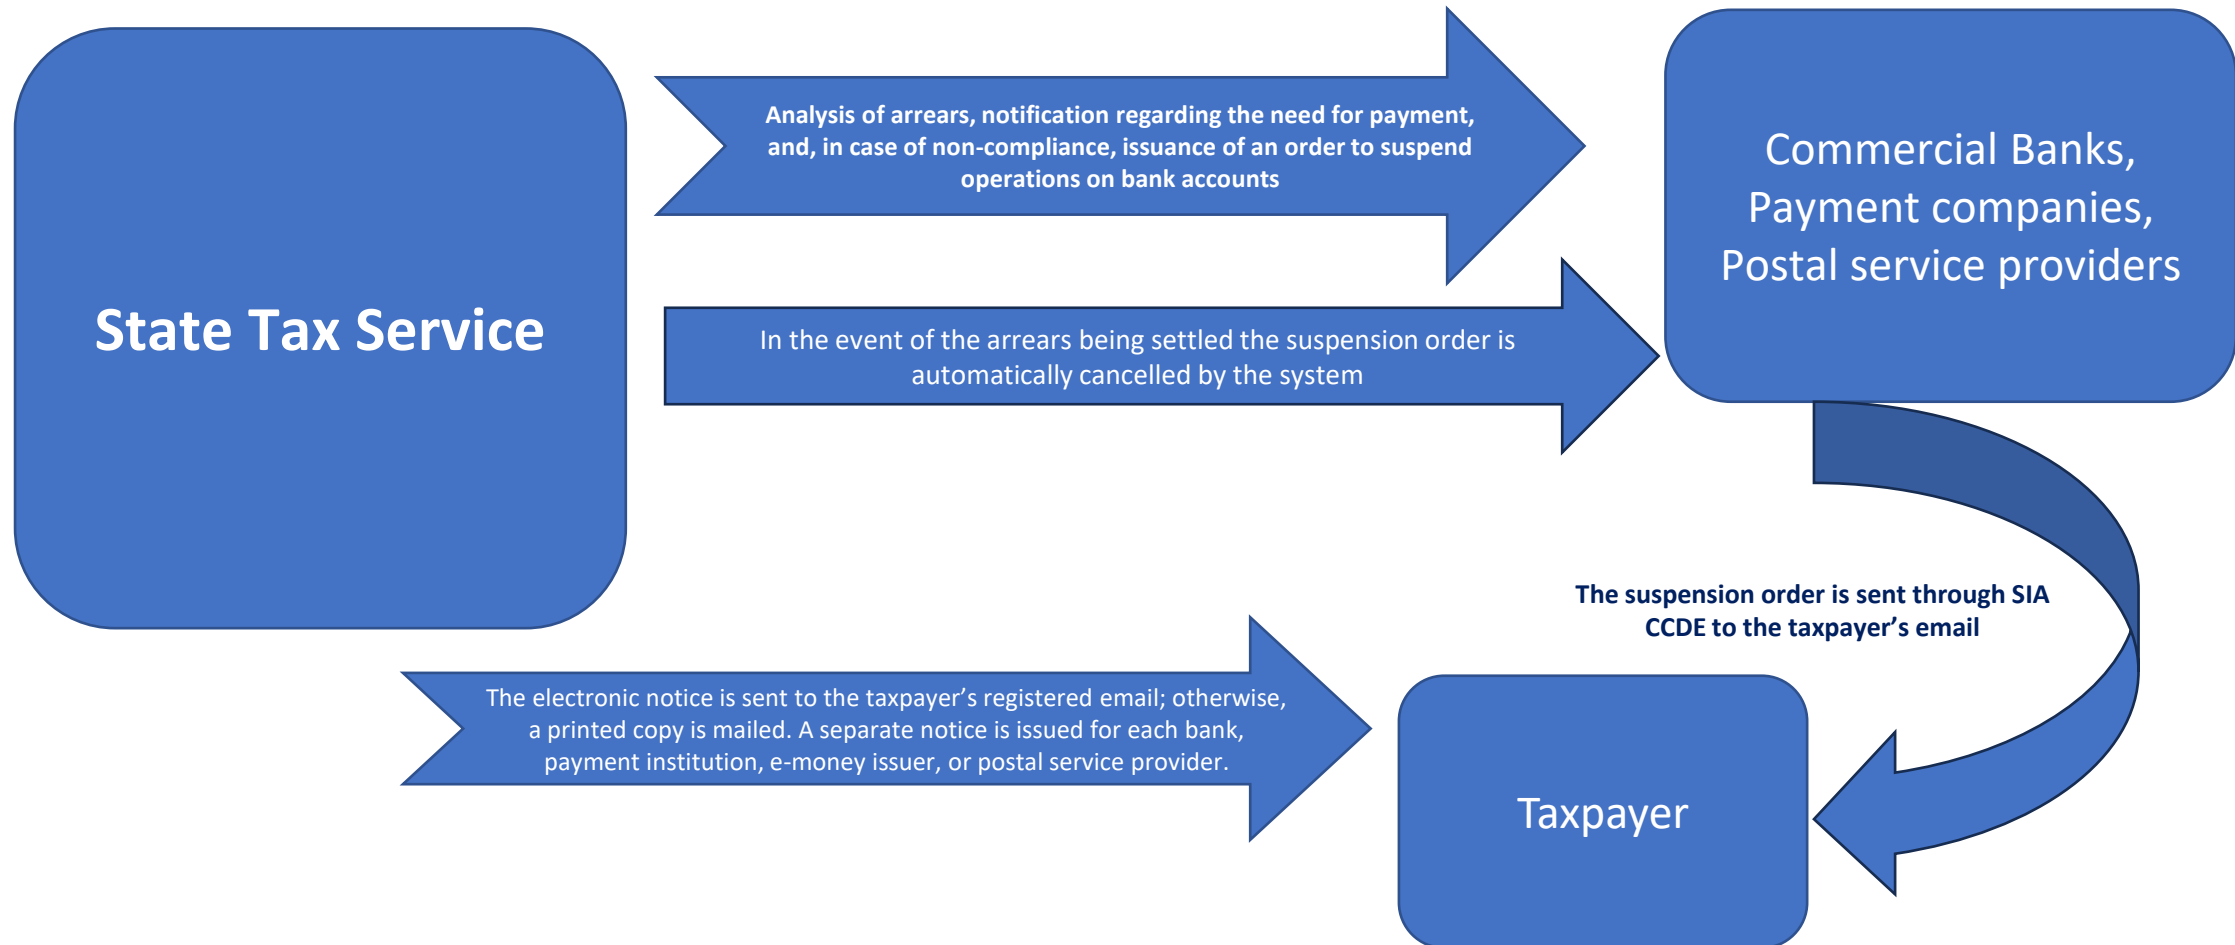 State Tax Service
Analysis of arrears, notification regarding the need for payment,
and, in case of non-compliance, issuance of an order to suspend
operations on bank accounts
Commercial Banks,
Payment companies,
Postal service providers
In the event of the arrears being settled the suspension order is
automatically cancelled by the system
The suspension order is sent through SIA
CCDE to the taxpayer’s email
The electronic notice is sent to the taxpayer’s registered email; otherwise,
a printed copy is mailed. A separate notice is issued for each bank,
payment institution, e-money issuer, or postal service provider.
Taxpayer